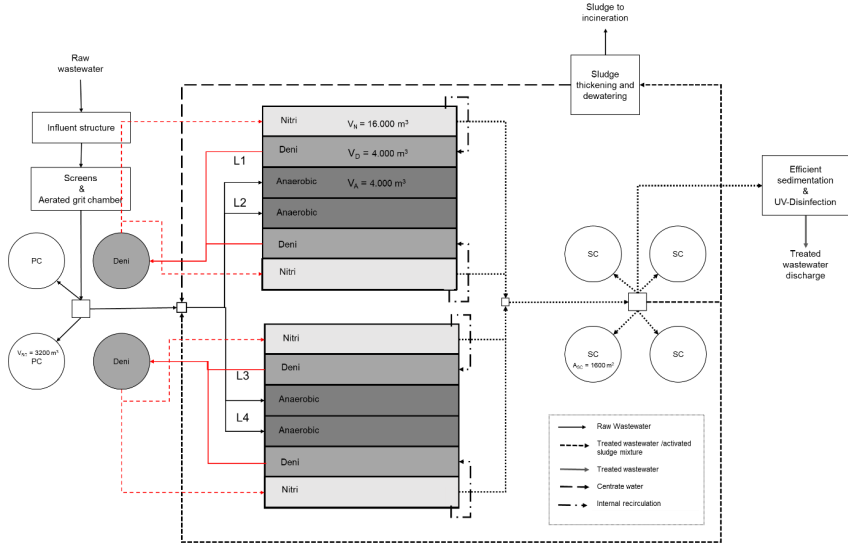 Sludge to
incineration
Raw
wastewater
Sludge
thickening and
dewatering
Influent structure
Nitri
V_N = 16.000 m³
L1
Deni
V_D = 4.000 m³
Screens
&
Aerated grit chamber
Anaerobic
V_A = 4.000 m³
L2
Anaerobic
Efficient
sedimentation
& UV-Disinfection
PC
Deni
Deni
SC
SC
Nitri
Treated
wastewater
discharge
Nitri
V_PC = 3200 m³
PC
Deni
L3
Deni
SC
A_SC = 1600 m²
SC
Anaerobic
L4
Anaerobic
Deni
Nitri
Raw Wastewater
Treated wastewater /activated
sludge mixture
Treated wastewater
Centrate water
Internal recirculation